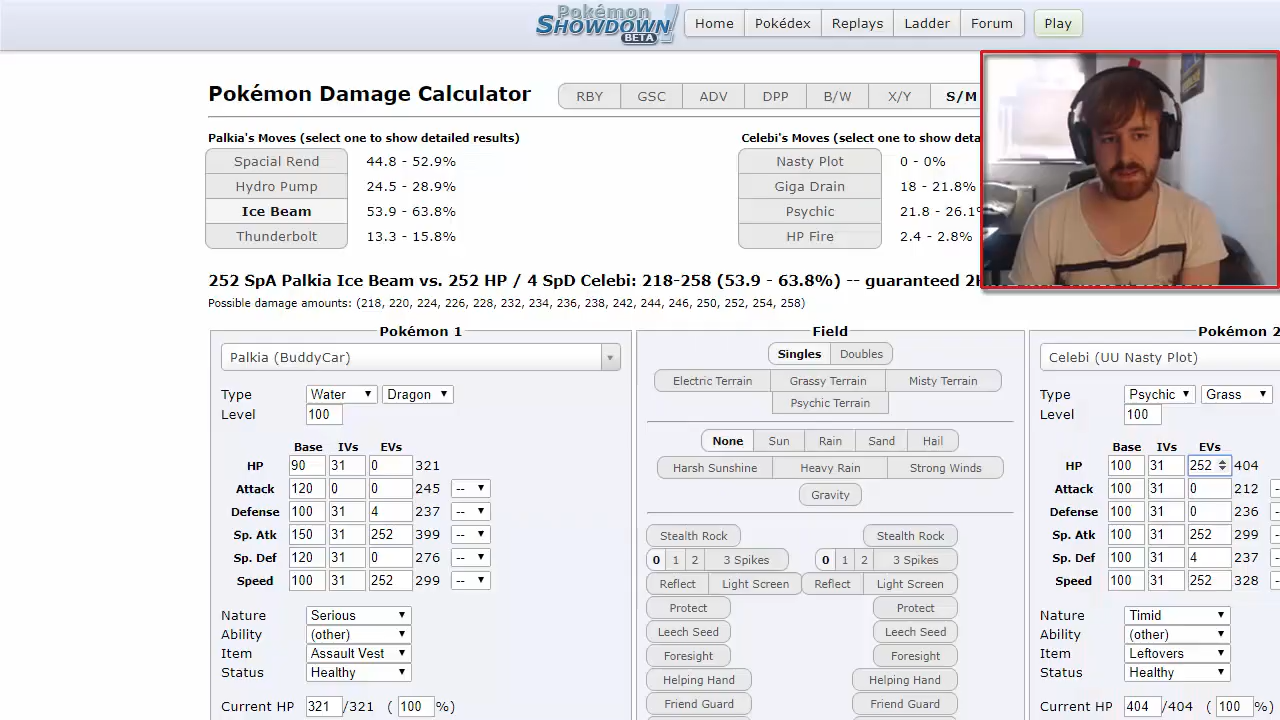 Pokémon
SHOWDOWN!
BETA
Home Pokédex Replays Ladder Forum Play
Pokémon Damage Calculator
RBY GSC ADV DPP B/W X/Y S/M
Palkia's Moves (select one to show detailed results)
Spacial Rend 44.8 - 52.9%
Hydro Pump 24.5 - 28.9%
Ice Beam 53.9 - 63.8%
Thunderbolt 13.3 - 15.8%
Celebi's Moves (select one to show deta
Nasty Plot 0 - 0%
Giga Drain 18 - 21.8%
Psychic 21.8 - 26.1%
HP Fire 2.4 - 2.8%
252 SpA Palkia Ice Beam vs. 252 HP / 4 SpD Celebi: 218-258 (53.9 - 63.8%) -- guaranteed 2H
Possible damage amounts: (218, 220, 224, 226, 228, 232, 234, 236, 238, 242, 244, 246, 250, 252, 254, 258)
Pokémon 1
Palkia (BuddyCar)
Type Water Dragon
Level 100
Base IVs EVs
HP 90 31 0 321
Attack 120 0 0 245 --
Defense 100 31 4 237 --
Sp. Atk 150 31 252 399 --
Sp. Def 120 31 0 276 --
Speed 100 31 252 299 --
Nature Serious
Ability (other)
Item Assault Vest
Status Healthy
Current HP 321 /321 ( 100 %)
Field
Singles Doubles
Electric Terrain Grassy Terrain Misty Terrain
Psychic Terrain
None Sun Rain Sand Hail
Harsh Sunshine Heavy Rain Strong Winds
Gravity
Stealth Rock Stealth Rock
0 1 2 3 Spikes 0 1 2 3 Spikes
Reflect Light Screen Reflect Light Screen
Protect Protect
Leech Seed Leech Seed
Foresight Foresight
Helping Hand Helping Hand
Friend Guard Friend Guard
Pokémon 2
Celebi (UU Nasty Plot)
Type Psychic Grass
Level 100
Base IVs EVs
HP 100 31 252 404
Attack 100 31 0 212 --
Defense 100 31 0 236 --
Sp. Atk 100 31 252 299 --
Sp. Def 100 31 4 237 --
Speed 100 31 252 328 --
Nature Timid
Ability (other)
Item Leftovers
Status Healthy
Current HP 404 /404 ( 100 %)